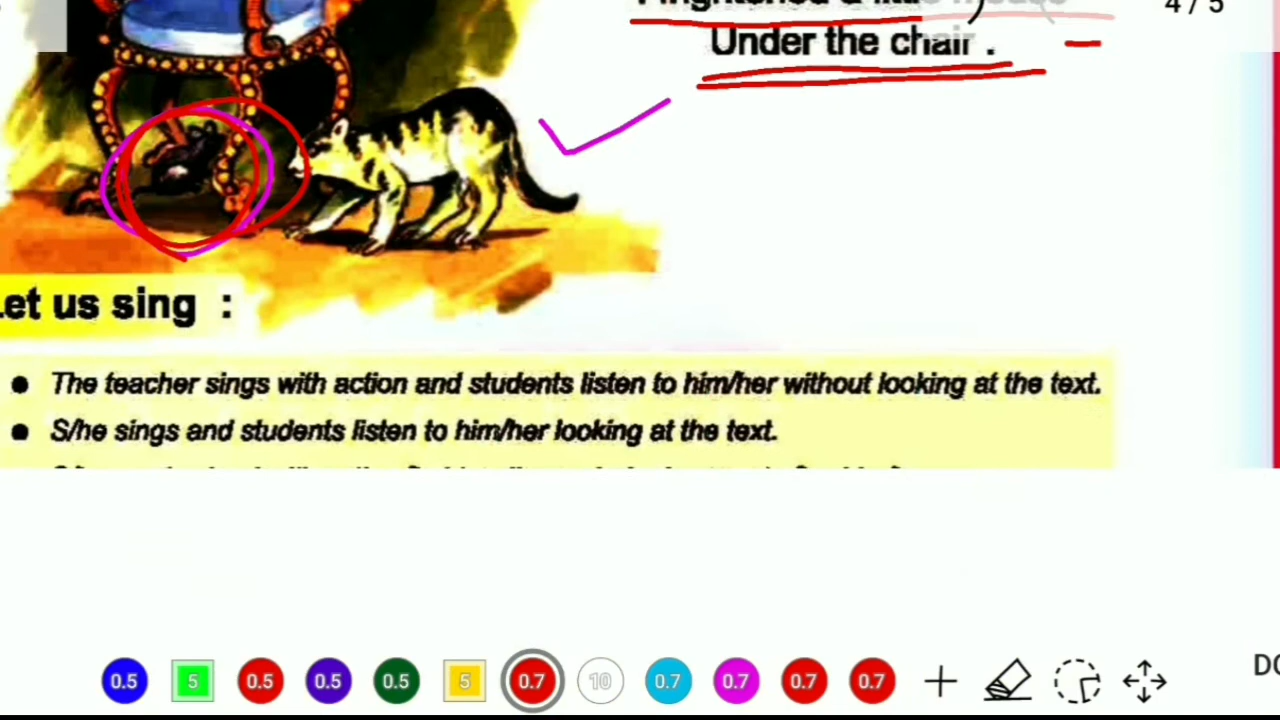 4 / 5
I frightened a little mouse
Under the chair .
Let us sing :
● The teacher sings with action and students listen to him/her without looking at the text.
● S/he sings and students listen to him/her looking at the text.
0.5 5 0.5 0.5 0.5 5 0.7 10 0.7 0.7 0.7 0.7